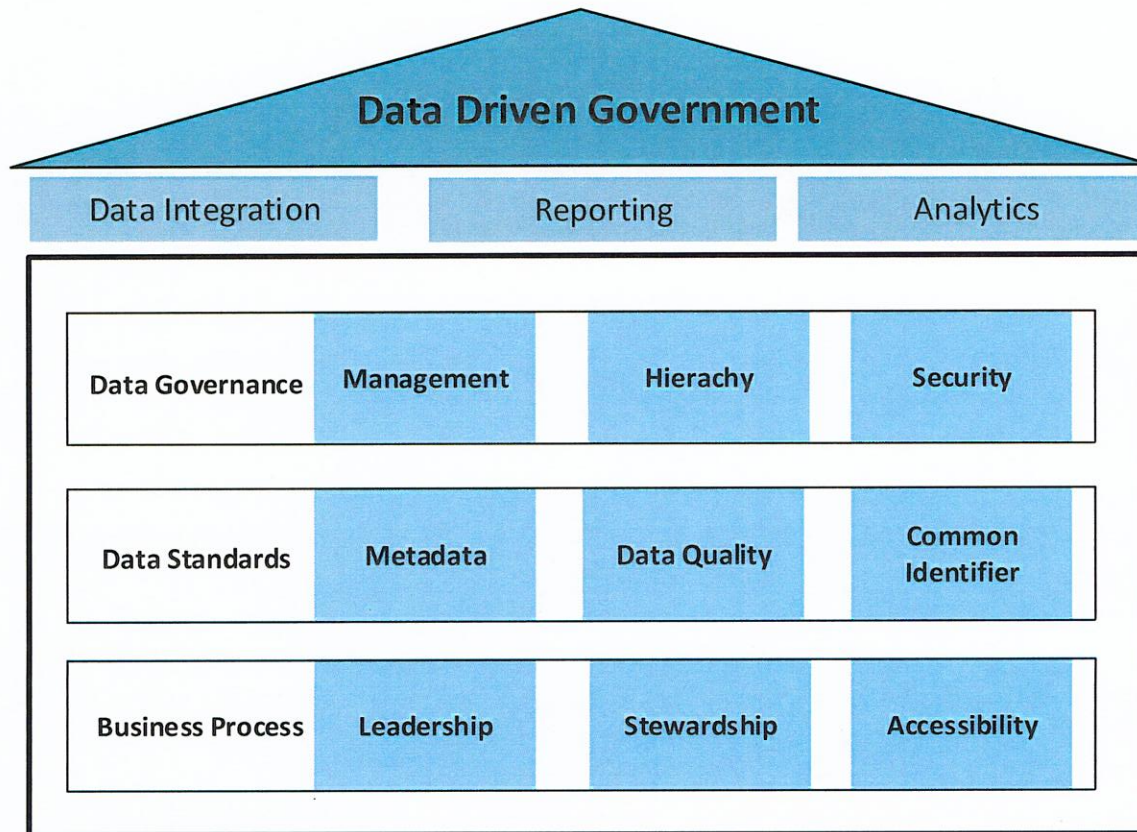 Data Driven Government
Data Integration
Reporting
Analytics
Data Governance
Management
Hierachy
Security
Data Standards
Metadata
Data Quality
Common
Identifier
Business Process
Leadership
Stewardship
Accessibility